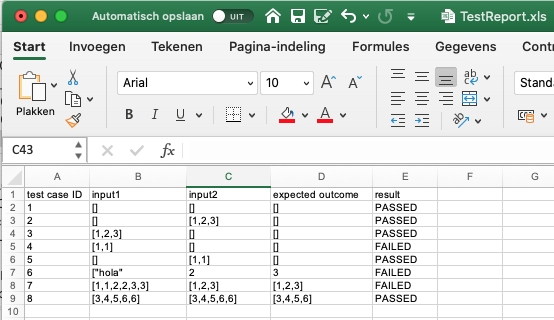 Automatisch opslaan UIT TestReport.xls
Start Invoegen Tekenen Pagina-indeling Formules Gegevens Contr
Plakken Arial 10 A A ab Standa
B I U A
C43 fx
A B C D E F G
1 test case ID input1 input2 expected outcome result
2 1 [] [] [] PASSED
3 2 [] [1,2,3] [] PASSED
4 3 [1,2,3] [] [] PASSED
5 4 [1,1] [] [] FAILED
6 5 [] [1,1] [] PASSED
7 6 ["hola" 2 3 FAILED
8 7 [1,1,2,2,3,3] [1,2,3] [1,2,3] FAILED
9 8 [3,4,5,6,6] [3,4,5,6,6] [3,4,5,6] PASSED
10